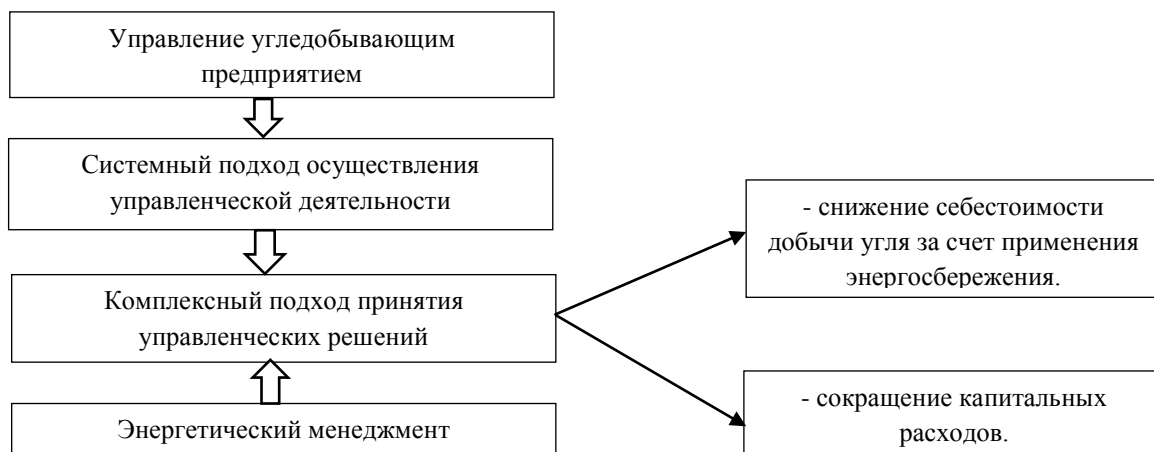 Управление угледобывающим
предприятием
Системный подход осуществления
управленческой деятельности
Комплексный подход принятия
управленческих решений
Энергетический менеджмент
- снижение себестоимости
добычи угля за счет применения
энергосбережения.
- сокращение капитальных
расходов.